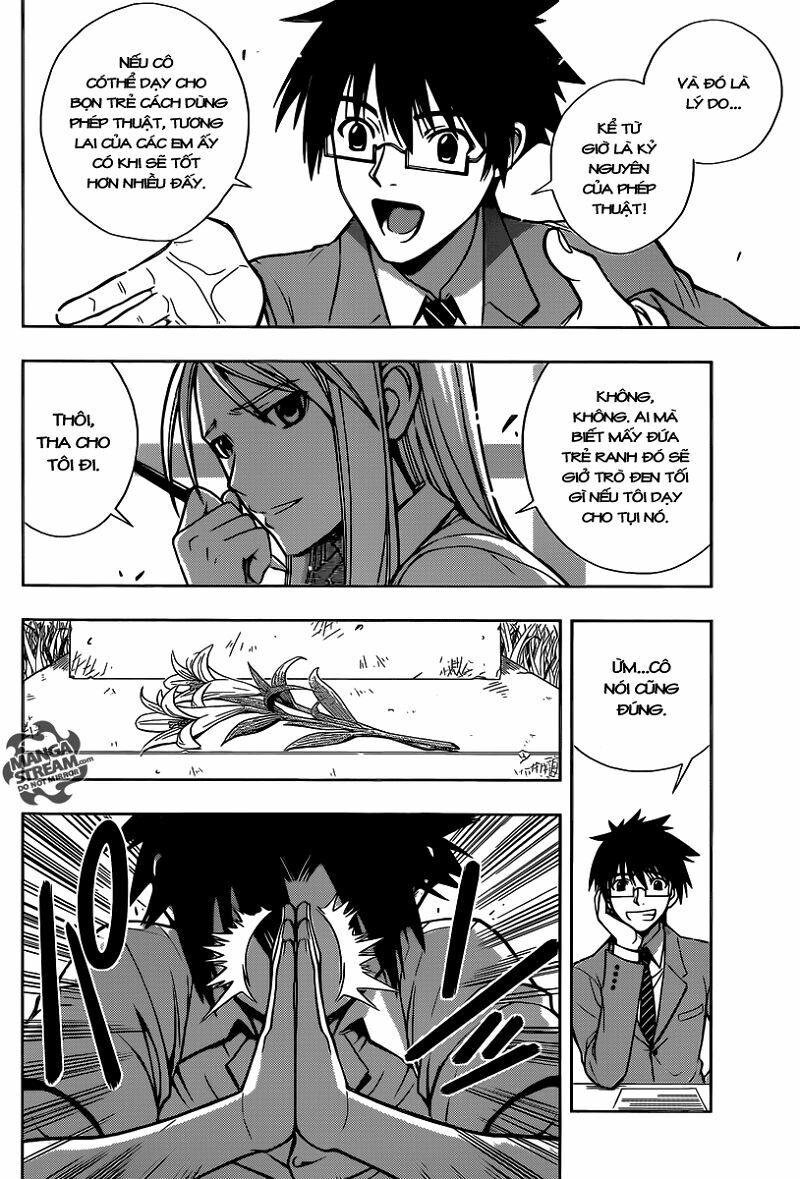 VÀ ĐÓ LÀ
LÝ DO...
KỂ TỪ
GIỜ LÀ KỶ
NGUYÊN
CỦA PHÉP
THUẬT!
NẾU CÔ
CÓTHỂ DẠY CHO
BỌN TRẺ CÁCH DÙNG
PHÉP THUẬT, TƯƠNG
LAI CỦA CÁC EM ẤY
CÓ KHI SẼ TỐT
HƠN NHIỀU ĐẤY.
KHÔNG,
KHÔNG. AI MÀ
BIẾT MẤY ĐỨA
TRẺ RANH ĐÓ SẼ
GIỞ TRÒ ĐEN TỐI
GÌ NẾU TÔI DẠY
CHO TỤI NÓ.
THÔI,
THA CHO
TÔI ĐI.
ỪM...CÔ
NÓI CŨNG
ĐÚNG.
MANGA
STREAM.com
DO NOT MIRROR
パン